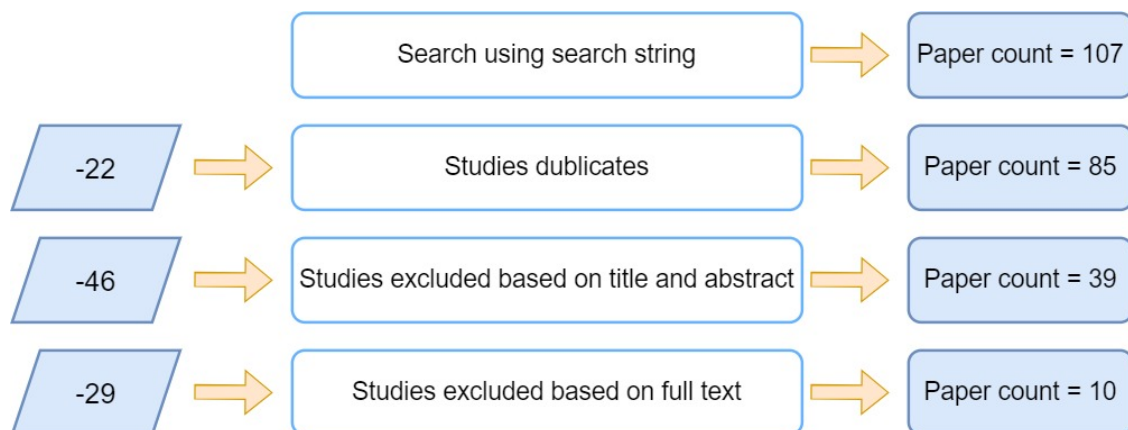 Search using search string
Paper count = 107
-22
Studies dublicates
Paper count = 85
-46
Studies excluded based on title and abstract
Paper count = 39
-29
Studies excluded based on full text
Paper count = 10